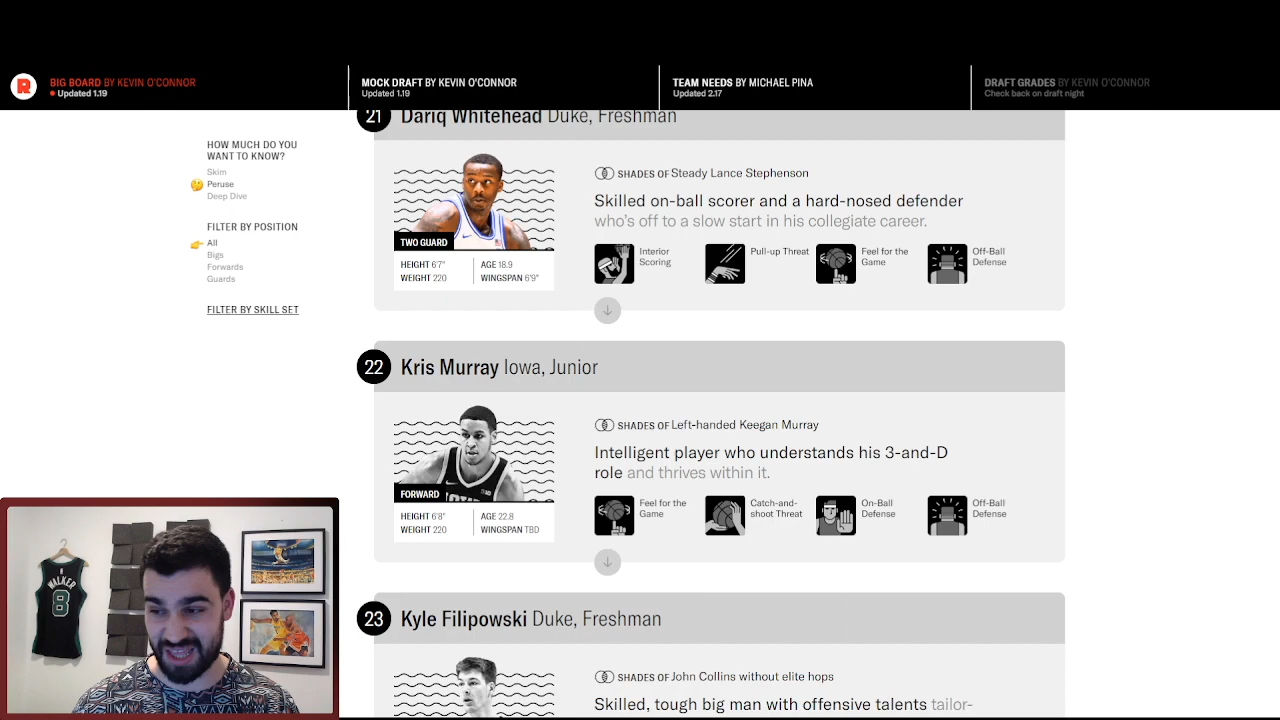 R
BIG BOARD BY KEVIN O'CONNOR
Updated 1.19
MOCK DRAFT BY KEVIN O'CONNOR
Updated 1.19
TEAM NEEDS BY MICHAEL PINA
Updated 2.17
DRAFT GRADES BY KEVIN O'CONNOR
Check back on draft night
HOW MUCH DO YOU
WANT TO KNOW?
Skim
Peruse
Deep Dive
FILTER BY POSITION
All
Bigs
Forwards
Guards
FILTER BY SKILL SET
21 Dariq Whitehead Duke, Freshman
TWO GUARD
HEIGHT 6'7" AGE 18.9
WEIGHT 220 WINGSPAN 6'9"
SHADES OF Steady Lance Stephenson
Skilled on-ball scorer and a hard-nosed defender
who's off to a slow start in his collegiate career.
Interior
Scoring
Pull-up Threat
Feel for the
Game
Off-Ball
Defense
22 Kris Murray Iowa, Junior
FORWARD
HEIGHT 6'8" AGE 22.8
WEIGHT 220 WINGSPAN TBD
SHADES OF Left-handed Keegan Murray
Intelligent player who understands his 3-and-D
role and thrives within it.
Feel for the
Game
Catch-and-
shoot Threat
On-Ball
Defense
Off-Ball
Defense
23 Kyle Filipowski Duke, Freshman
SHADES OF John Collins without elite hops
Skilled, tough big man with offensive talents tailor-
WALKER
8